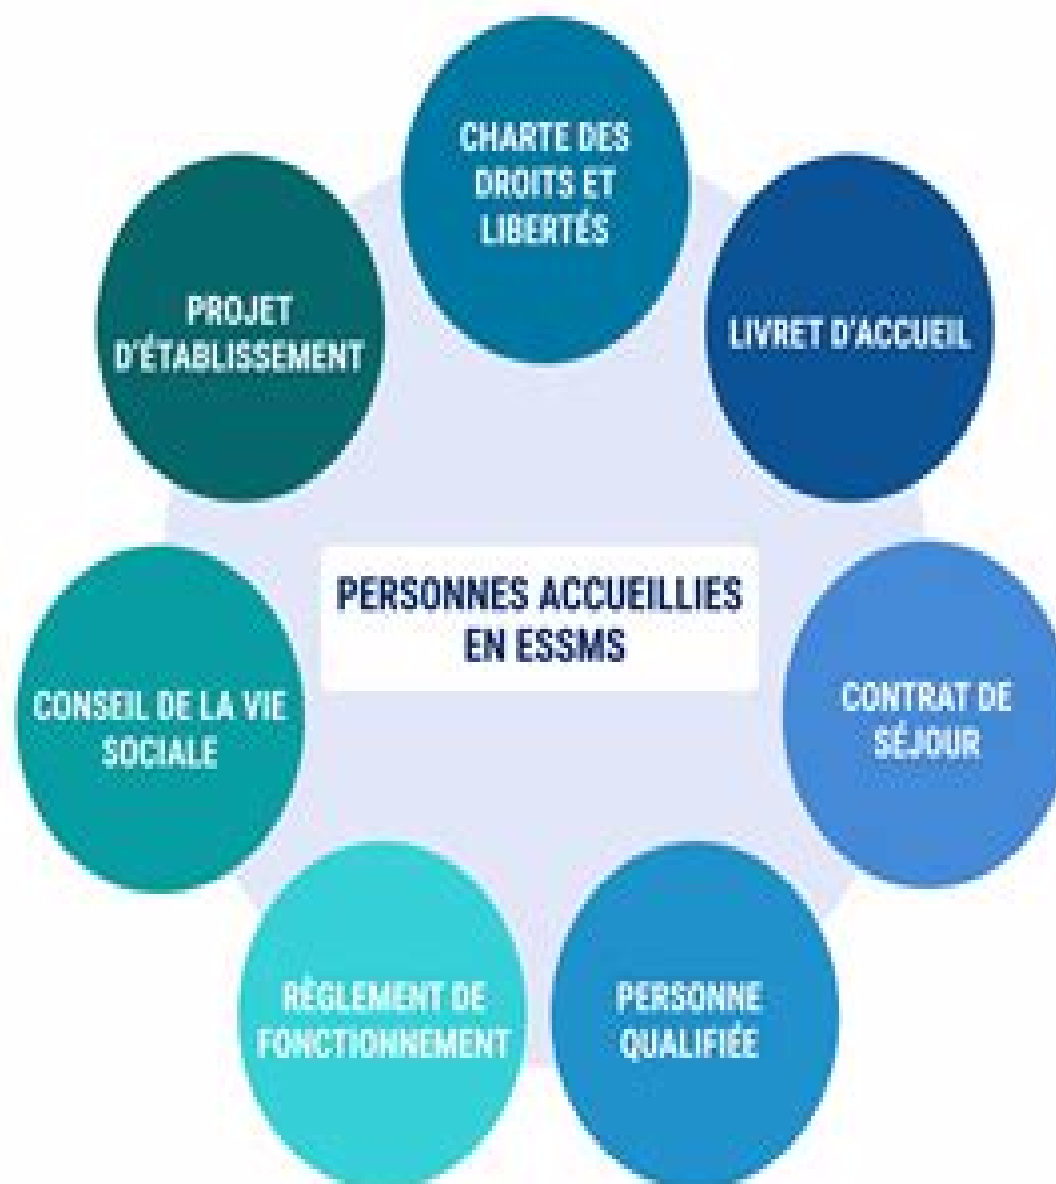 CHARTE DES
DROITS ET
LIBERTÉS
LIVRET D'ACCUEIL
CONTRAT DE
SÉJOUR
PERSONNE
QUALIFIÉE
RÈGLEMENT DE
FONCTIONNEMENT
CONSEIL DE LA VIE
SOCIALE
PROJET
D'ÉTABLISSEMENT
PERSONNES ACCUEILLIES
EN ESSMS